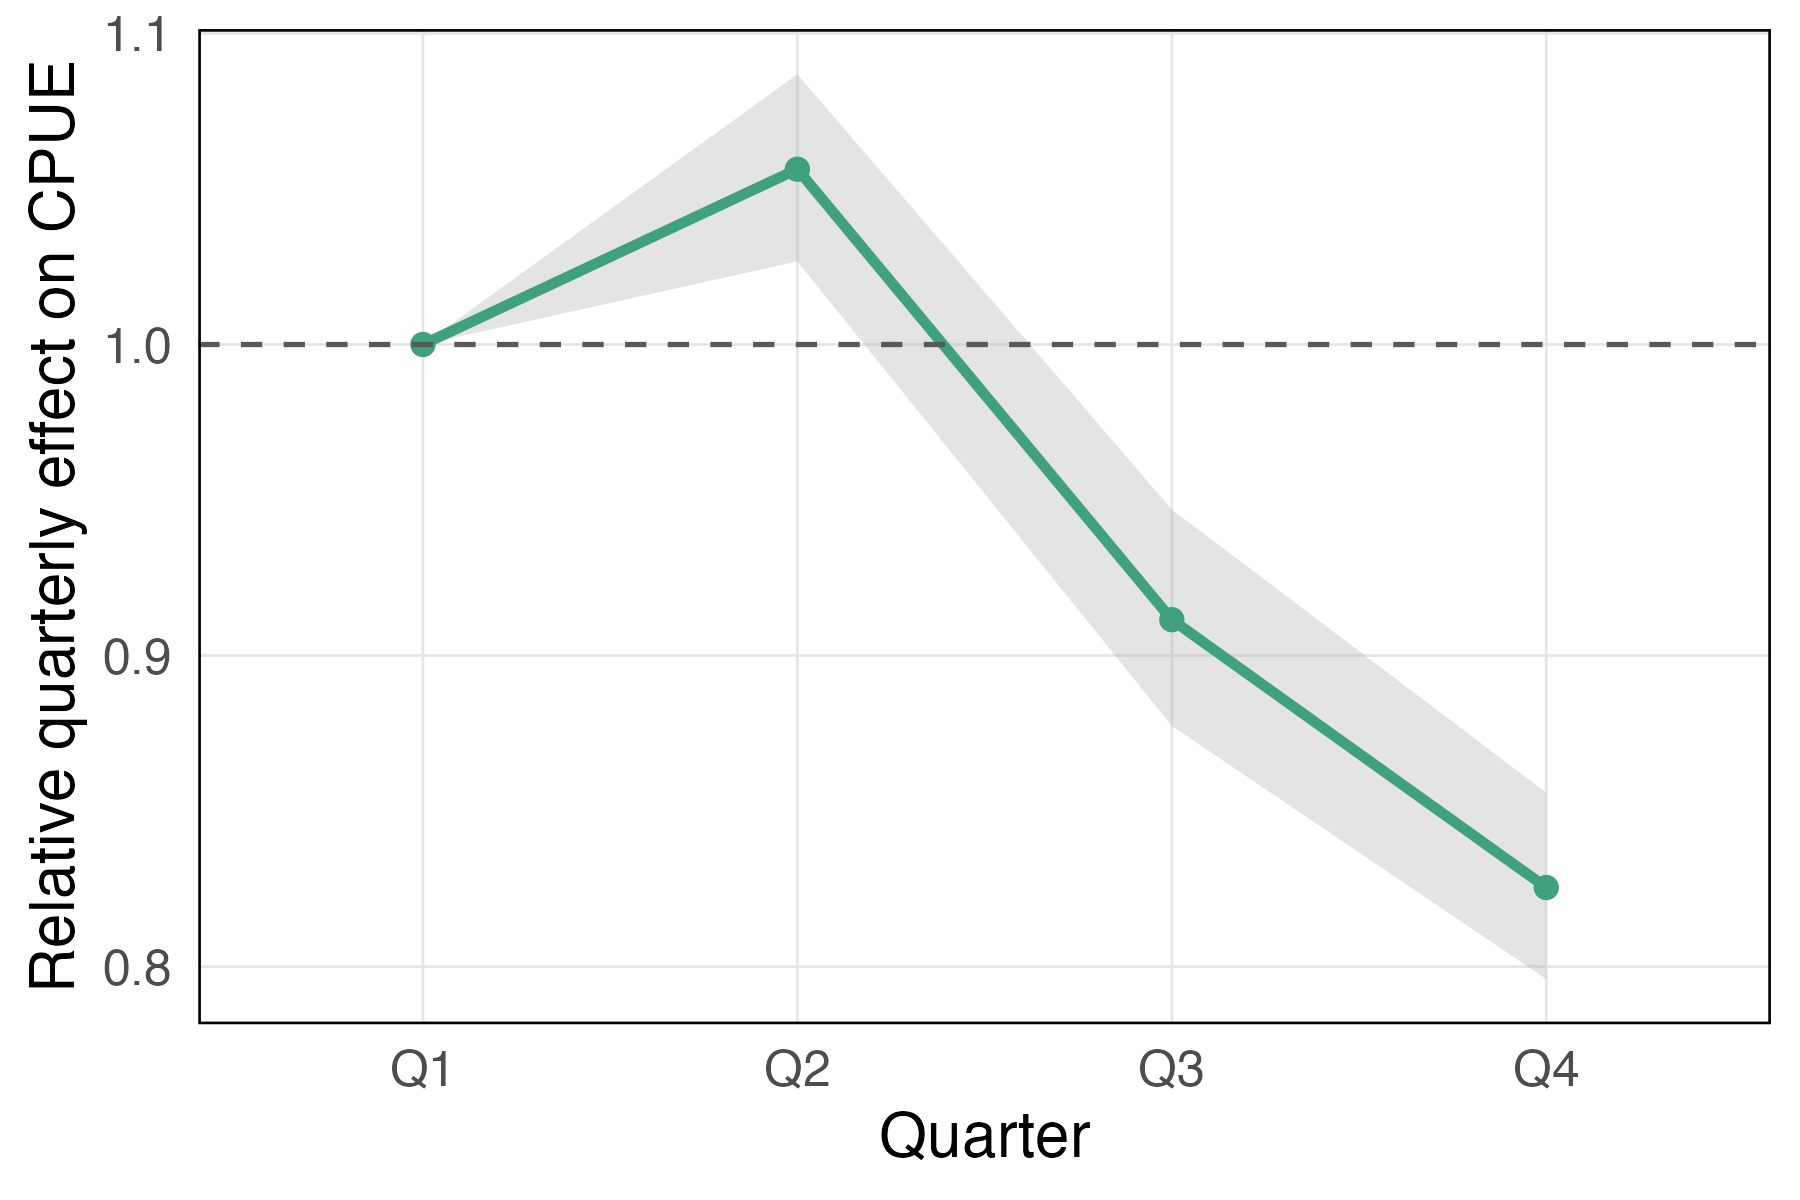 Relative quarterly effect on CPUE
1.1
1.0
0.9
0.8
Q1 Q2 Q3 Q4
Quarter